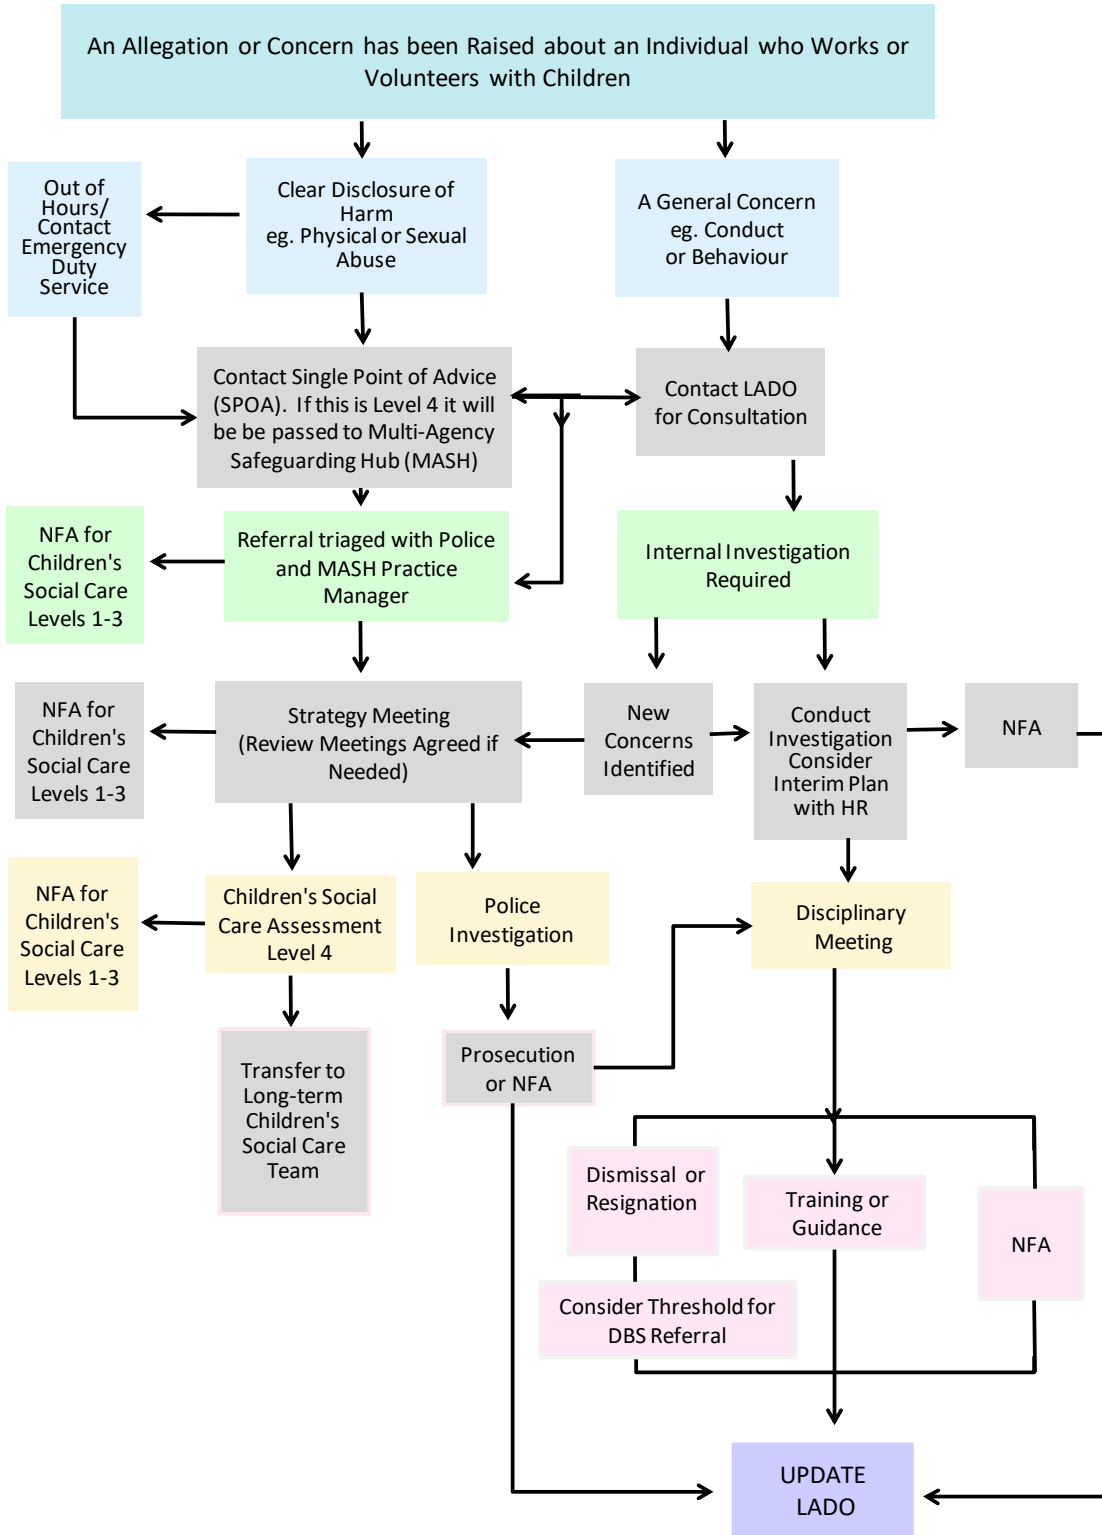 An Allegation or Concern has been Raised about an Individual who Works or
Volunteers with Children
Out of
Hours/
Contact
Emergency
Duty
Service
Clear Disclosure of
Harm
eg. Physical or Sexual
Abuse
A General Concern
eg. Conduct
or Behaviour
Contact Single Point of Advice
(SPOA). If this is Level 4 it will
be be passed to Multi-Agency
Safeguarding Hub (MASH)
Contact LADO
for Consultation
NFA for
Children's
Social Care
Levels 1-3
Referral triaged with Police
and MASH Practice
Manager
Internal Investigation
Required
NFA for
Children's
Social Care
Levels 1-3
Strategy Meeting
(Review Meetings Agreed if
Needed)
New
Concerns
Identified
Conduct
Investigation
Consider
Interim Plan
with HR
NFA
NFA for
Children's
Social Care
Levels 1-3
Children's Social
Care Assessment
Level 4
Police
Investigation
Disciplinary
Meeting
Transfer to
Long-term
Children's
Social Care
Team
Prosecution
or NFA
Dismissal or
Resignation
Training or
Guidance
NFA
Consider Threshold for
DBS Referral
UPDATE
LADO